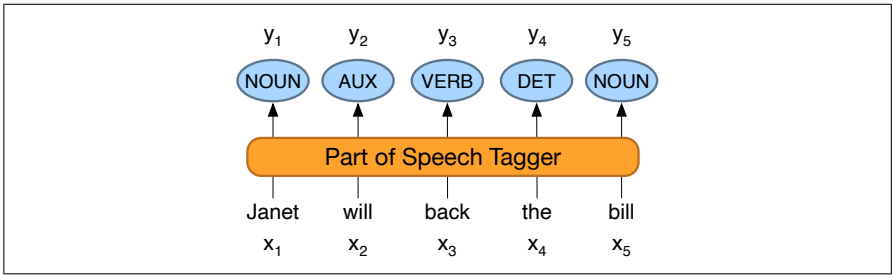 y₁ y₂ y₃ y₄ y₅
NOUN AUX VERB DET NOUN
Part of Speech Tagger
Janet will back the bill
x₁ x₂ x₃ x₄ x₅